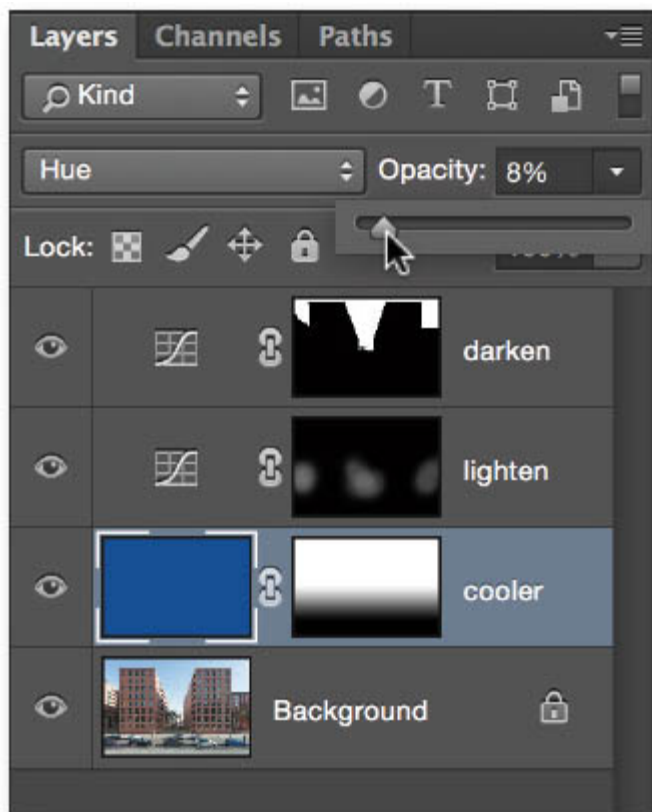 Layers Channels Paths
Kind T
Hue Opacity: 8%
Lock:
darken
lighten
cooler
Background